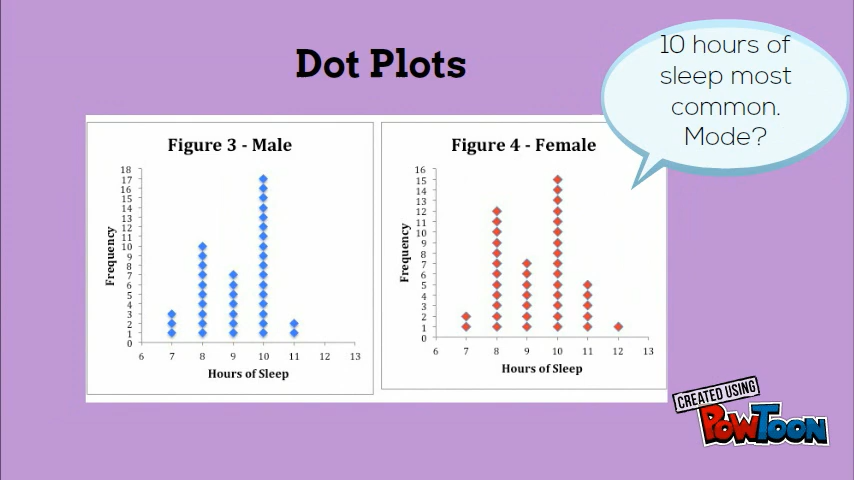 Dot Plots
10 hours of
sleep most
common.
Mode?
Figure 3 - Male
18
17
16
15
14
13
12
11
10
9
8
7
6
5
4
3
2
1
0
Frequency
6 7 8 9 10 11 12 13
Hours of Sleep
Figure 4 - Female
16
15
14
13
12
11
10
9
8
7
6
5
4
3
2
1
0
Frequency
6 7 8 9 10 11 12 13
Hours of Sleep
CREATED USING
POWTOON